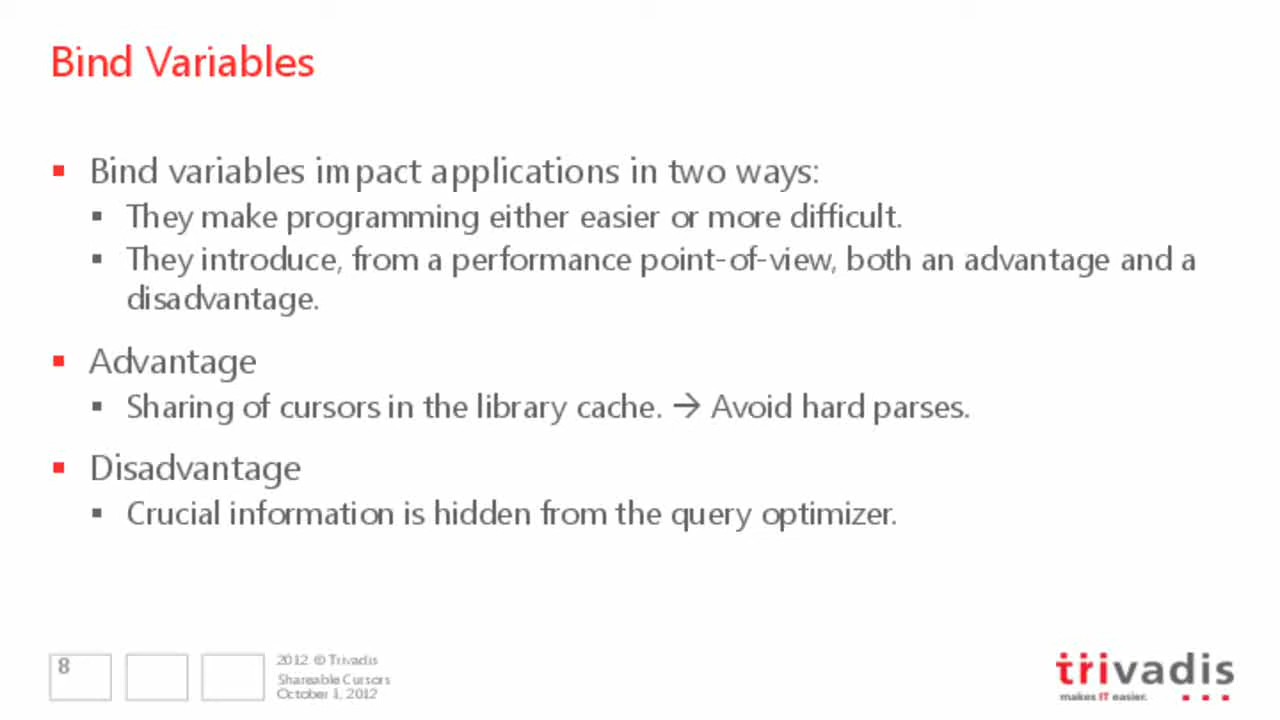 Bind Variables
Bind variables impact applications in two ways:
They make programming either easier or more difficult.
They introduce, from a performance point-of-view, both an advantage and a
disadvantage.
Advantage
Sharing of cursors in the library cache. → Avoid hard parses.
Disadvantage
Crucial information is hidden from the query optimizer.
8
2012 © Trivadis
Shareable Cursors
October 1, 2012
trivadis
makes IT easier.